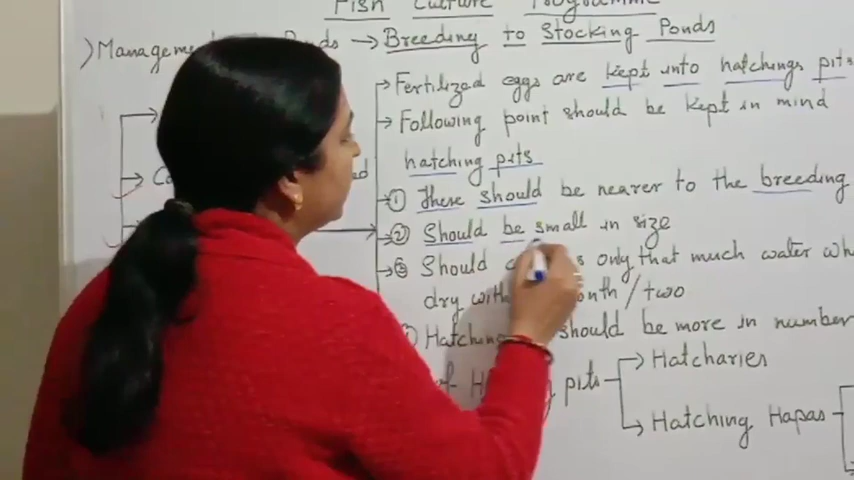 Fish Culture Programme
Management Ponds → Breeding to Stocking Ponds
Fertilized eggs are kept into hatchings pits
Following point should be kept in mind
hatching pits
① These should be nearer to the breeding
② Should be small in size
③ Should only that much water
dry with /two
Hatching should be more in number
of pits → Hatcharies
→ Hatching Hapas